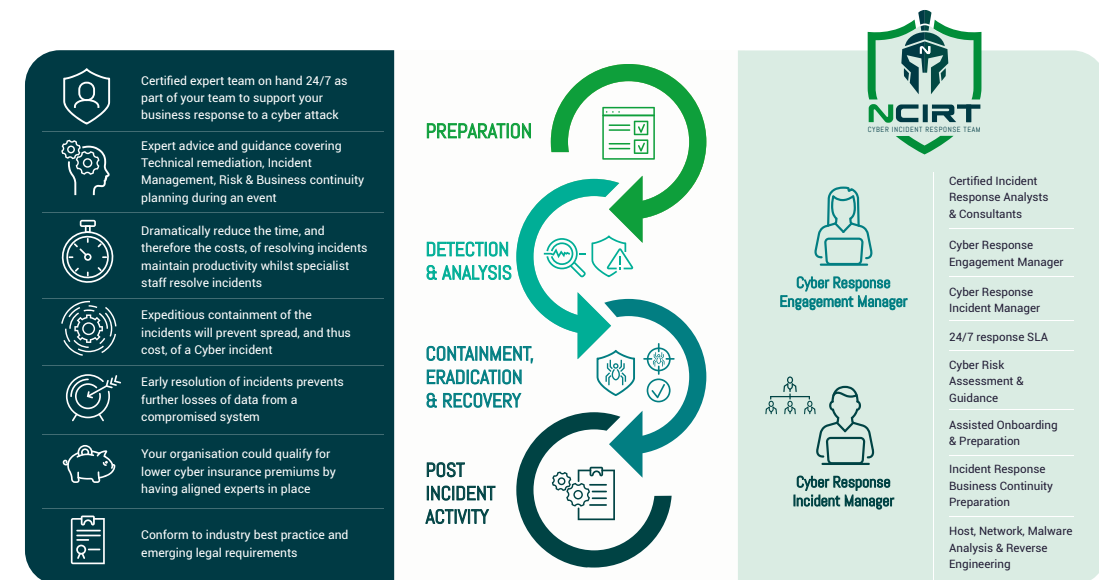 Certified expert team on hand 24/7 as
part of your team to support your
business response to a cyber attack
Expert advice and guidance covering
Technical remediation, Incident
Management, Risk & Business continuity
planning during an event
Dramatically reduce the time, and
therefore the costs, of resolving incidents
maintain productivity whilst specialist
staff resolve incidents
Expeditious containment of the
incidents will prevent spread, and thus
cost, of a Cyber incident
Early resolution of incidents prevents
further losses of data from a
compromised system
Your organisation could qualify for
lower cyber insurance premiums by
having aligned experts in place
Conform to industry best practice and
emerging legal requirements
PREPARATION
DETECTION
& ANALYSIS
CONTAINMENT,
ERADICATION
& RECOVERY
POST
INCIDENT
ACTIVITY
N
NCIRT
CYBER INCIDENT RESPONSE TEAM
Cyber Response
Engagement Manager
Cyber Response
Incident Manager
Certified Incident
Response Analysts
& Consultants
Cyber Response
Engagement Manager
Cyber Response
Incident Manager
24/7 response SLA
Cyber Risk
Assessment &
Guidance
Assisted Onboarding
& Preparation
Incident Response
Business Continuity
Preparation
Host, Network, Malware
Analysis & Reverse
Engineering